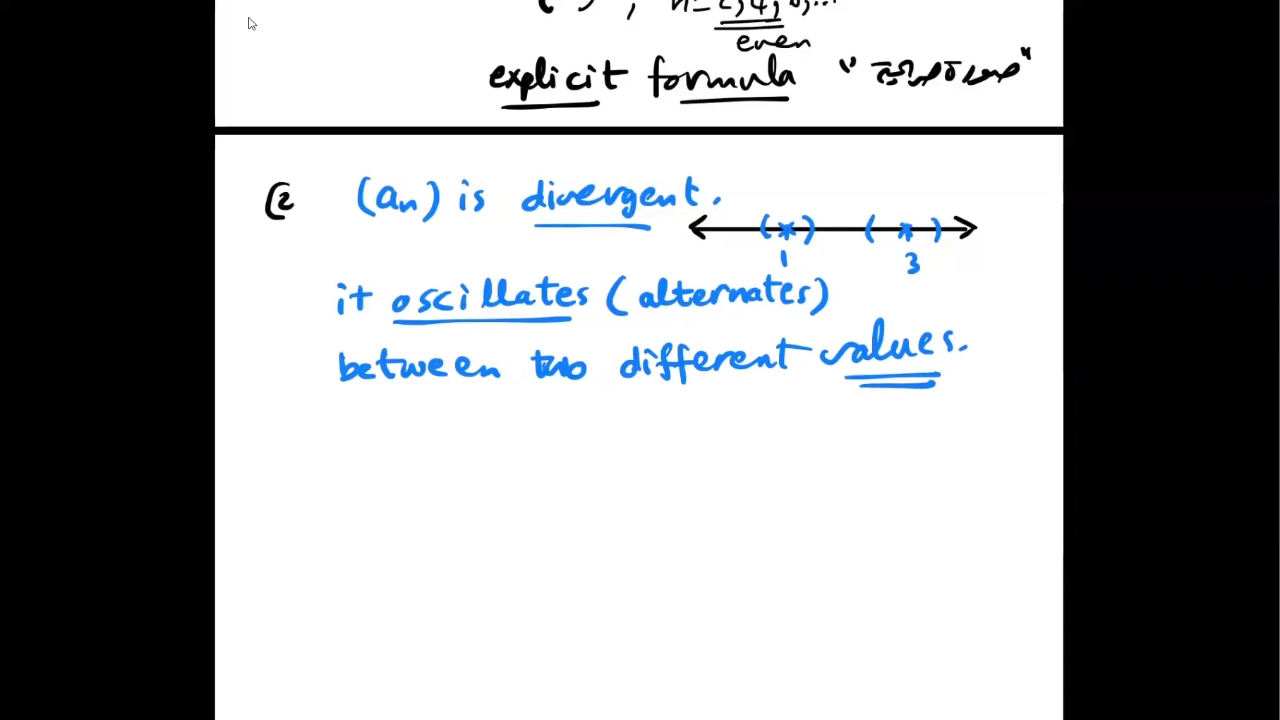 even
explicit formula
(2 (aₙ) is divergent.
1 3
it oscillates (alternates)
between two different values.